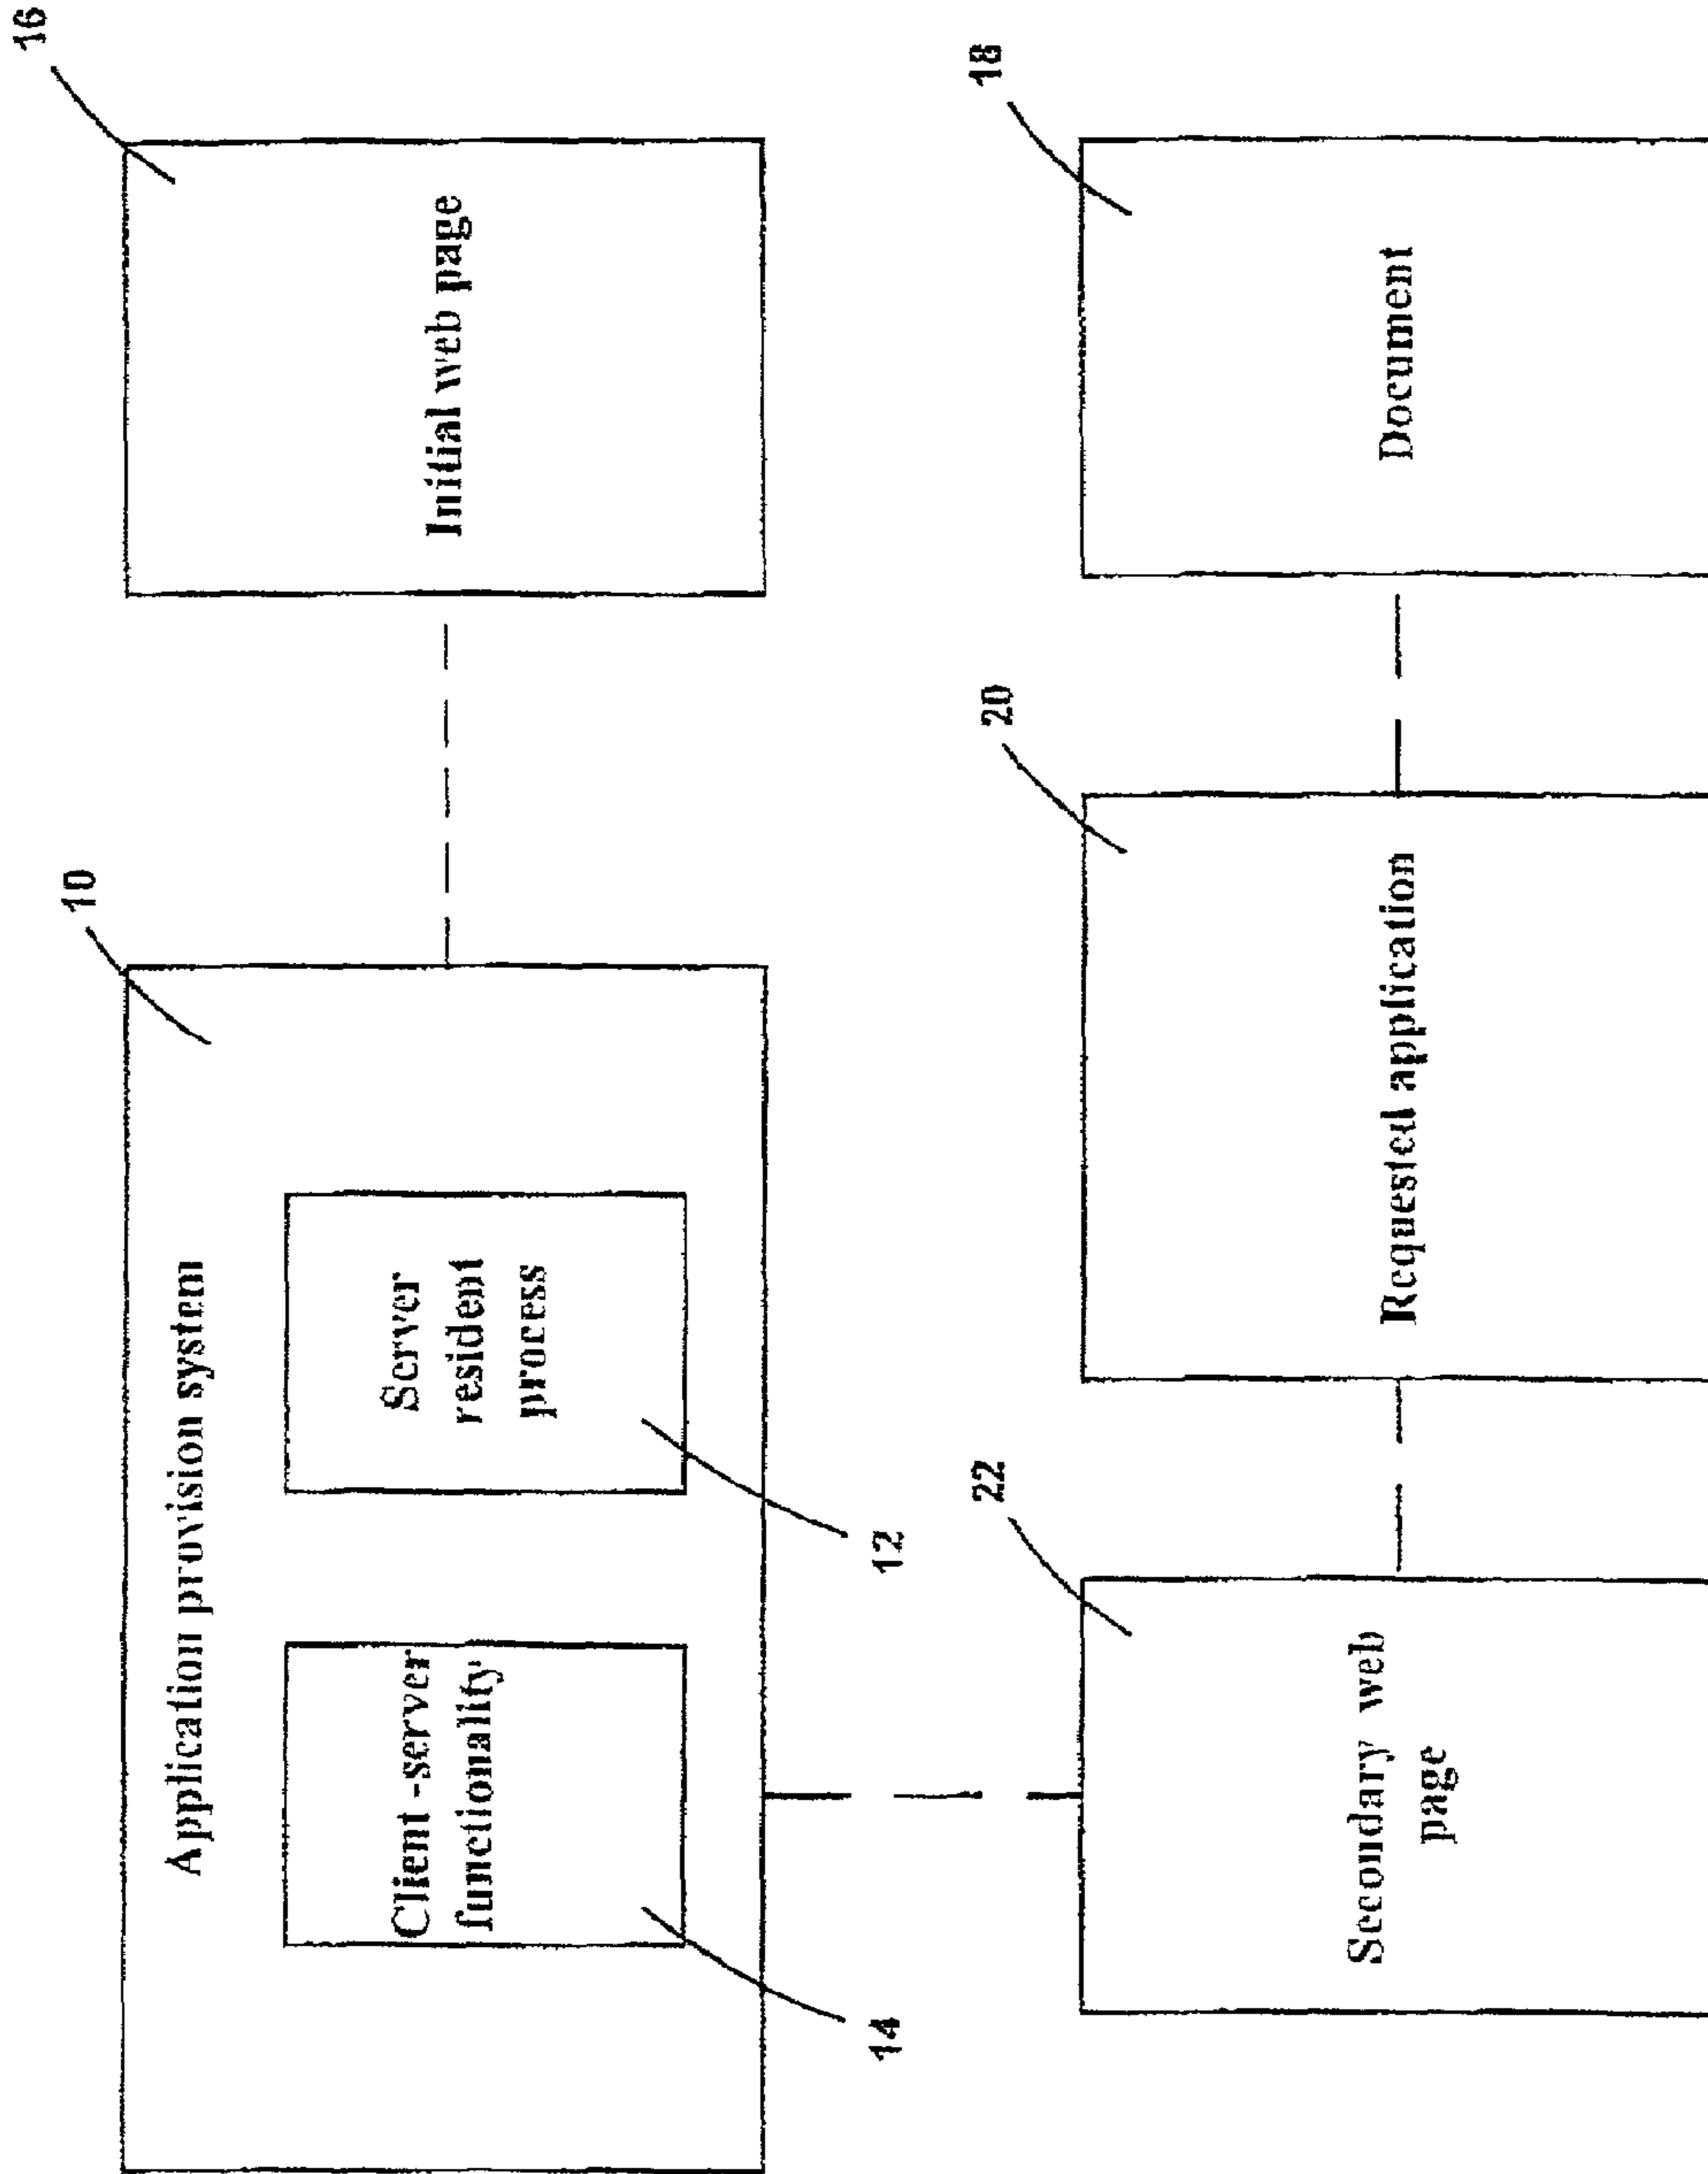 Application provision system
10
16
Client-server
functionality
Server
resident
process
Initial web page
14
12
22
20
18
Secondary web
page
Requested application
Document